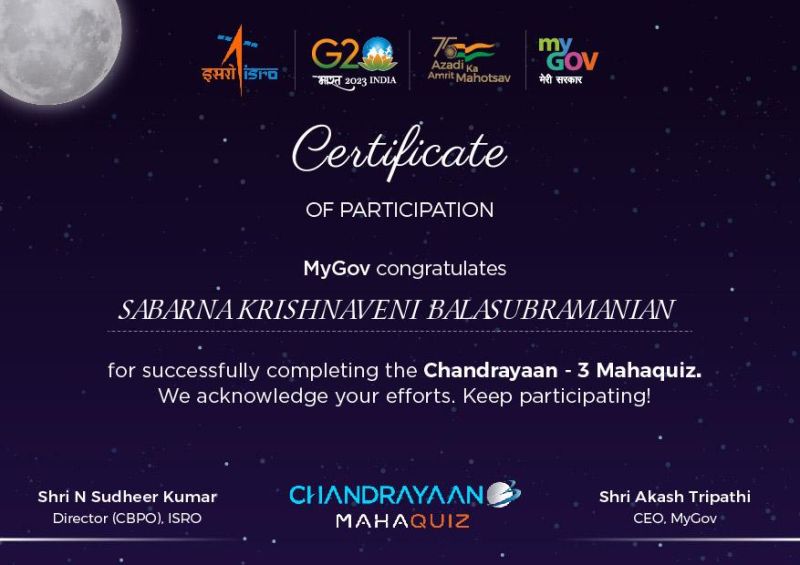 इसरो isro
G20
भारत 2023 INDIA
75
Azadi Ka
Amrit Mahotsav
my
GOV
मेरी सरकार
Certificate
OF PARTICIPATION
MyGov congratulates
SABARNA KRISHNAVENI BALASUBRAMANIAN
for successfully completing the Chandrayaan - 3 Mahaquiz.
We acknowledge your efforts. Keep participating!
Shri N Sudheer Kumar
Director (CBPO), ISRO
CHANDRAYAAN 3
MAHAQUIZ
Shri Akash Tripathi
CEO, MyGov